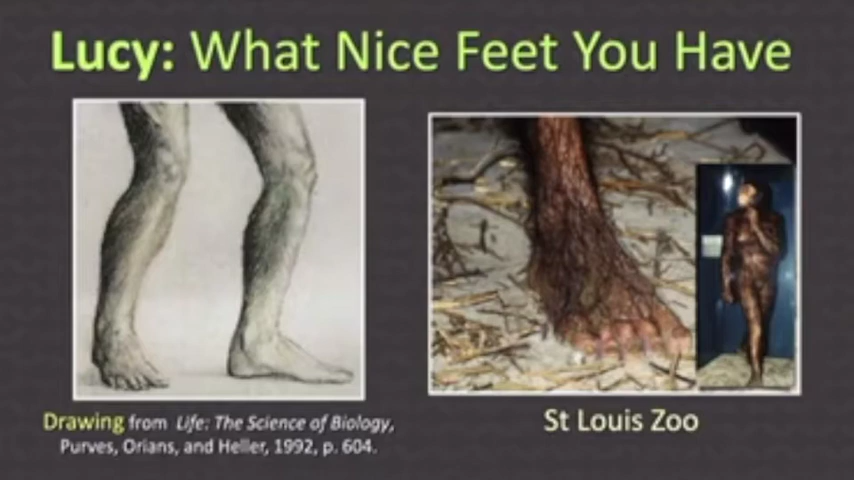 Lucy: What Nice Feet You Have
Drawing from Life: The Science of Biology,
Purves, Orians, and Heller, 1992, p. 604.
St Louis Zoo